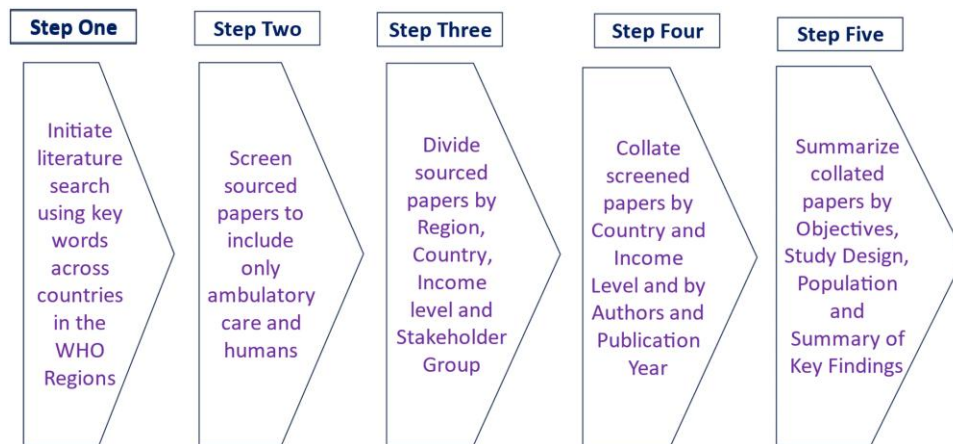 Step One
Initiate
literature
search
using key
words
across
countries
in the
WHO
Regions
Step Two
Screen
sourced
papers to
include
only
ambulatory
care and
humans
Step Three
Divide
sourced
papers by
Region,
Country,
Income
level and
Stakeholder
Group
Step Four
Collate
screened
papers by
Country and
Income
Level and by
Authors and
Publication
Year
Step Five
Summarize
collated
papers by
Objectives,
Study Design,
Population
and
Summary of
Key Findings